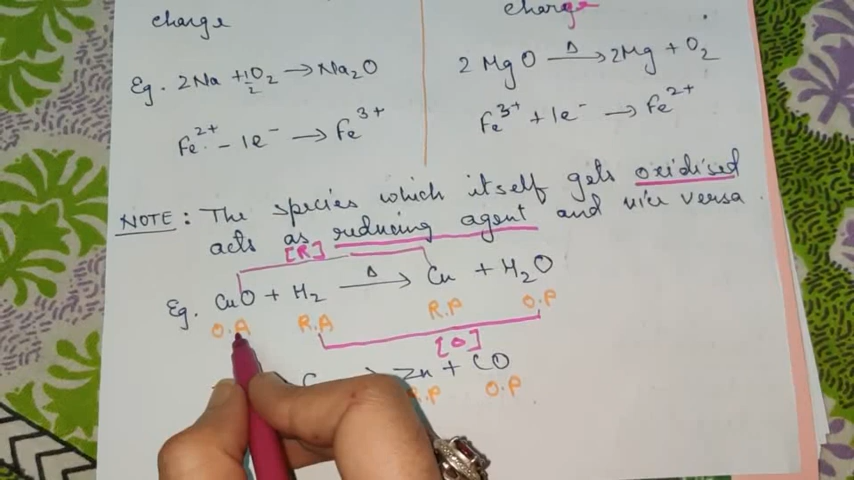 charge
Eg. 2Na + 1/2 O₂ → Na₂O
Fe²⁺ - 1e⁻ → Fe³⁺
charge
2 MgO —Δ→ 2Mg + O₂
Fe³⁺ + 1e⁻ → Fe²⁺
NOTE: The species which itself gets oxidised
acts as reducing agent and vice versa.
[R]
Eg. CuO + H₂ —Δ→ Cu + H₂O
O.A R.A R.P O.P
[O]
C → Zn + CO
R.P O.P